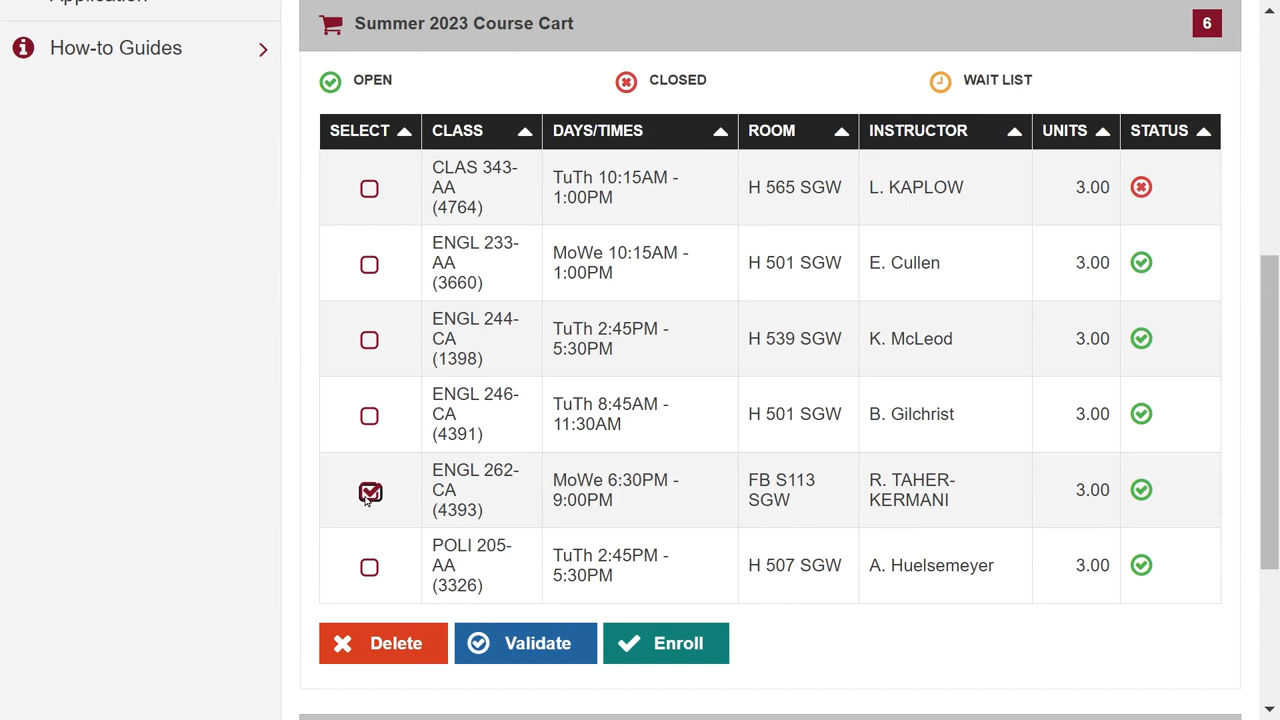 Application
How-to Guides
Summer 2023 Course Cart
6
OPEN
CLOSED
WAIT LIST
SELECT
CLASS
DAYS/TIMES
ROOM
INSTRUCTOR
UNITS
STATUS
CLAS 343-
AA
(4764)
TuTh 10:15AM -
1:00PM
H 565 SGW
L. KAPLOW
3.00
ENGL 233-
AA
(3660)
MoWe 10:15AM -
1:00PM
H 501 SGW
E. Cullen
3.00
ENGL 244-
CA
(1398)
TuTh 2:45PM -
5:30PM
H 539 SGW
K. McLeod
3.00
ENGL 246-
CA
(4391)
TuTh 8:45AM -
11:30AM
H 501 SGW
B. Gilchrist
3.00
ENGL 262-
CA
(4393)
MoWe 6:30PM -
9:00PM
FB S113
SGW
R. TAHER-
KERMANI
3.00
POLI 205-
AA
(3326)
TuTh 2:45PM -
5:30PM
H 507 SGW
A. Huelsemeyer
3.00
Delete
Validate
Enroll